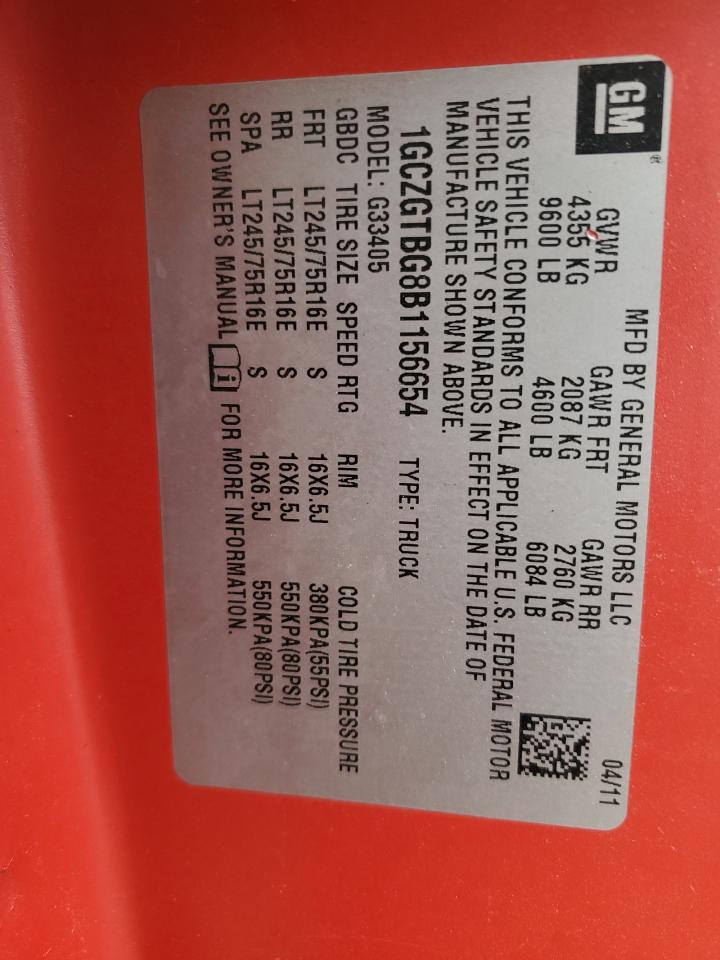 GM®
MFD BY GENERAL MOTORS LLC 04/11
GVWR GAWR FRT GAWR RR
4355 KG 2087 KG 2760 KG
9600 LB 4600 LB 6084 LB
THIS VEHICLE CONFORMS TO ALL APPLICABLE U.S. FEDERAL MOTOR
VEHICLE SAFETY STANDARDS IN EFFECT ON THE DATE OF
MANUFACTURE SHOWN ABOVE.
1GCZGTBG8B1156654 TYPE: TRUCK
MODEL: G33405
GBDC TIRE SIZE SPEED RTG RIM COLD TIRE PRESSURE
FRT LT245/75R16E S 16X6.5J 380KPA(55PSI)
RR LT245/75R16E S 16X6.5J 550KPA(80PSI)
SPA LT245/75R16E S 16X6.5J 550KPA(80PSI)
SEE OWNER'S MANUAL i FOR MORE INFORMATION.